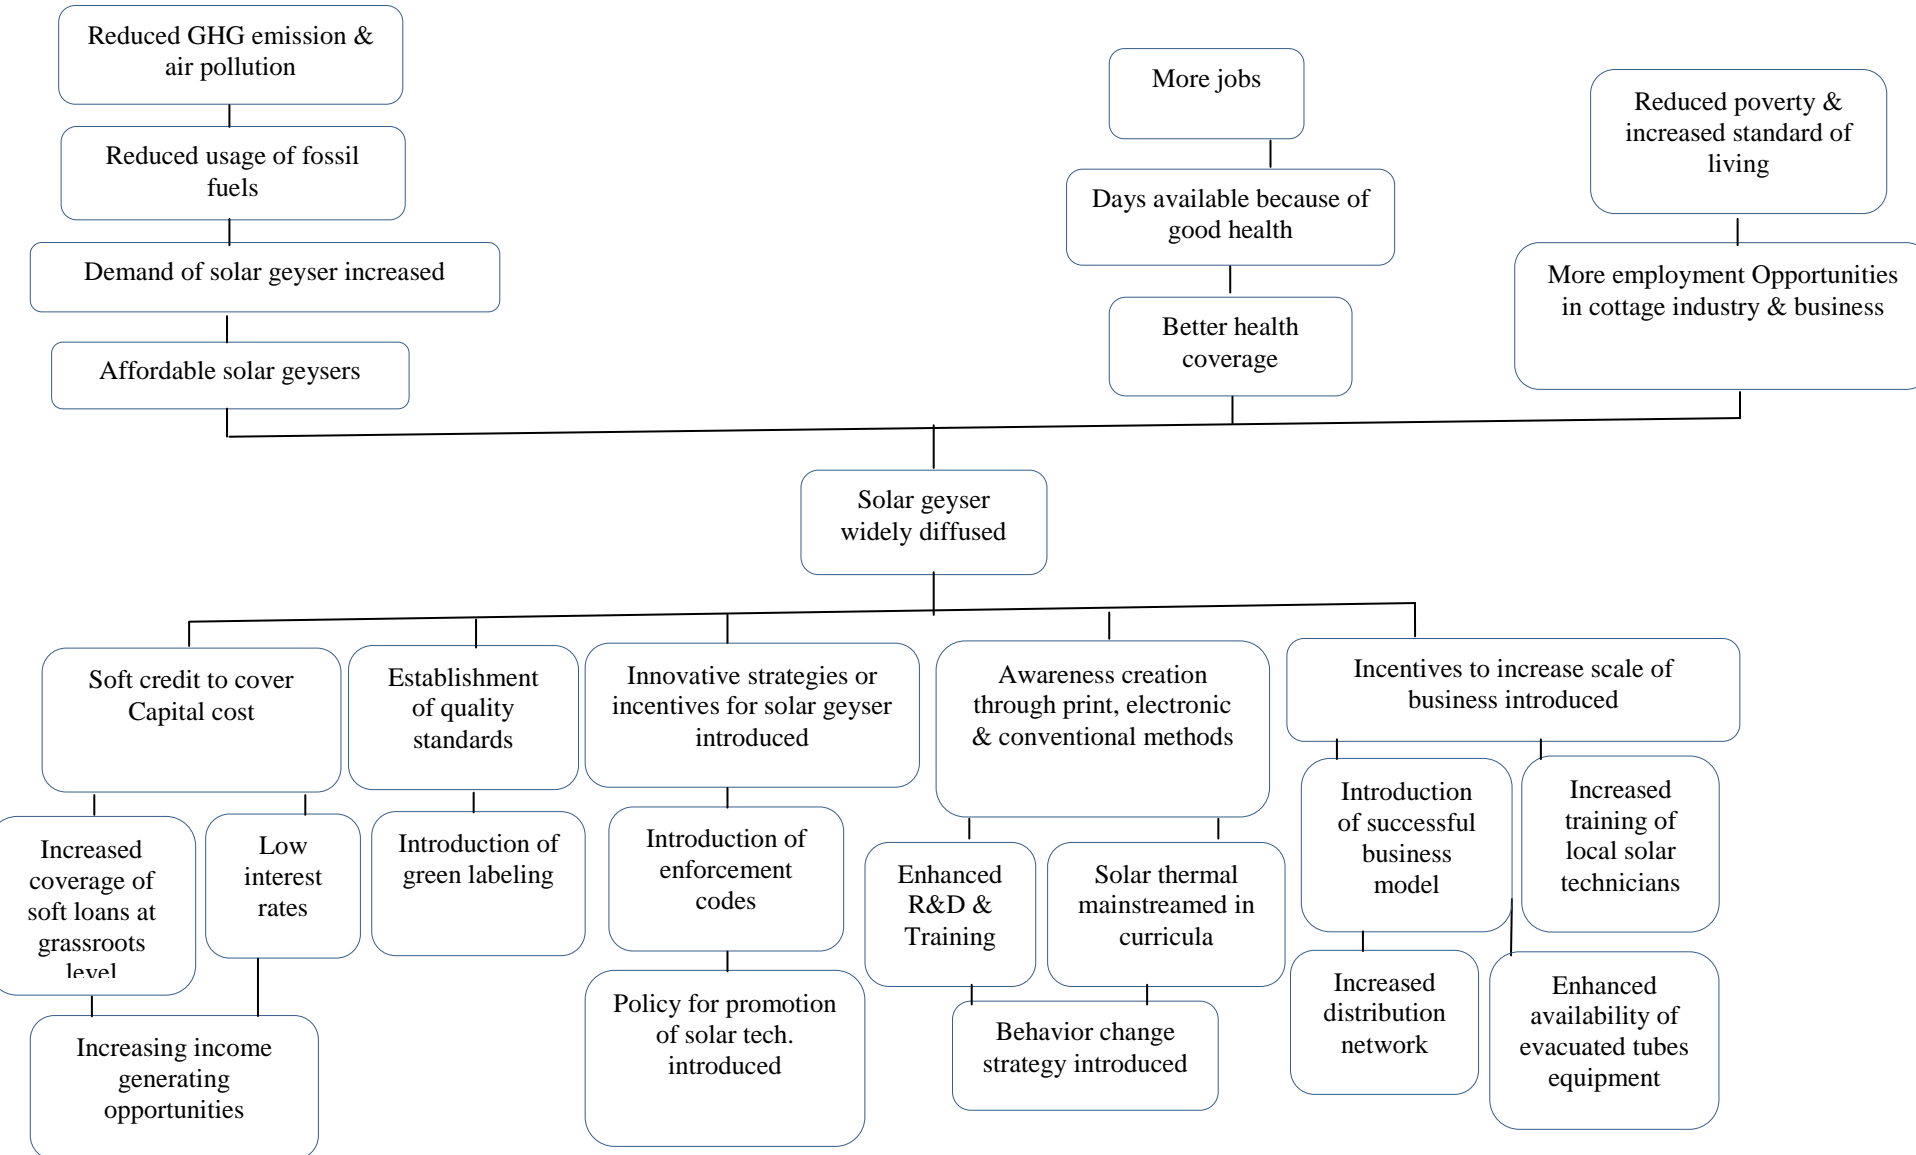 Reduced GHG emission &
air pollution
Reduced usage of fossil
fuels
Demand of solar geyser increased
Affordable solar geysers
More jobs
Days available because of
good health
Better health
coverage
Reduced poverty &
increased standard of
living
More employment Opportunities
in cottage industry & business
Solar geyser
widely diffused
Soft credit to cover
Capital cost
Establishment
of quality
standards
Innovative strategies or
incentives for solar geyser
introduced
Awareness creation
through print, electronic
& conventional methods
Incentives to increase scale of
business introduced
Increased
coverage of
soft loans at
grassroots
level
Low
interest
rates
Introduction of
green labeling
Introduction of
enforcement
codes
Enhanced
R&D &
Training
Solar thermal
mainstreamed in
curricula
Introduction
of successful
business
model
Increased
training of
local solar
technicians
Increasing income
generating
opportunities
Policy for promotion
of solar tech.
introduced
Behavior change
strategy introduced
Increased
distribution
network
Enhanced
availability of
evacuated tubes
equipment